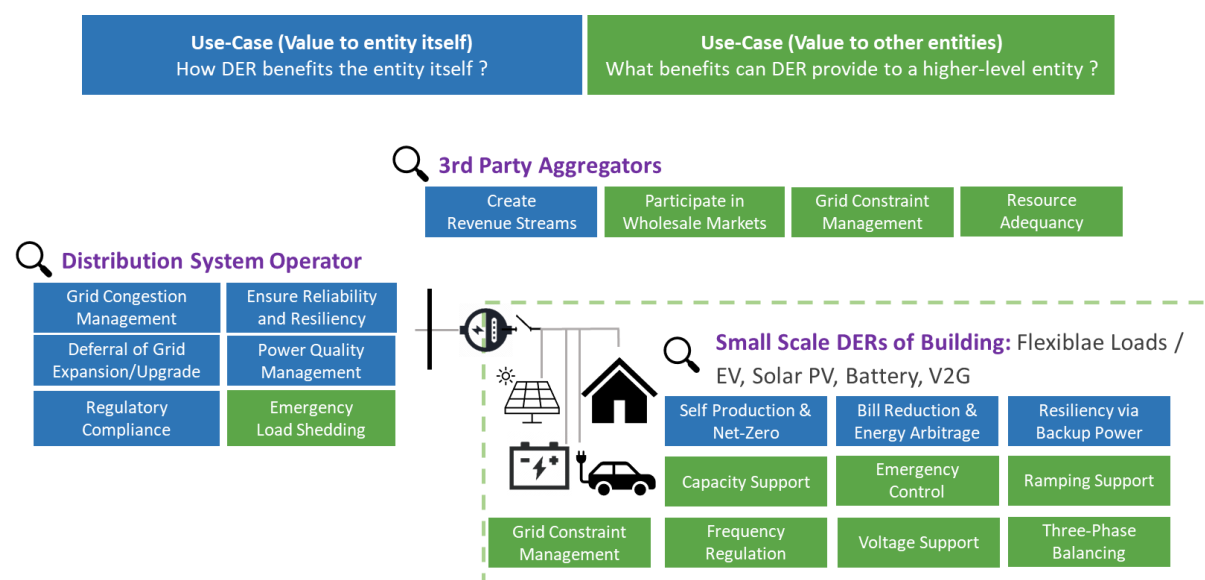 Use-Case (Value to entity itself)
How DER benefits the entity itself ?
Use-Case (Value to other entities)
What benefits can DER provide to a higher-level entity ?
3rd Party Aggregators
Create
Revenue Streams
Participate in
Wholesale Markets
Grid Constraint
Management
Resource
Adequancy
Distribution System Operator
Grid Congestion
Management
Ensure Reliability
and Resiliency
Deferral of Grid
Expansion/Upgrade
Power Quality
Management
Regulatory
Compliance
Emergency
Load Shedding
Small Scale DERs of Building: Flexiblae Loads /
EV, Solar PV, Battery, V2G
Self Production &
Net-Zero
Bill Reduction &
Energy Arbitrage
Resiliency via
Backup Power
Capacity Support
Emergency
Control
Ramping Support
Grid Constraint
Management
Frequency
Regulation
Voltage Support
Three-Phase
Balancing